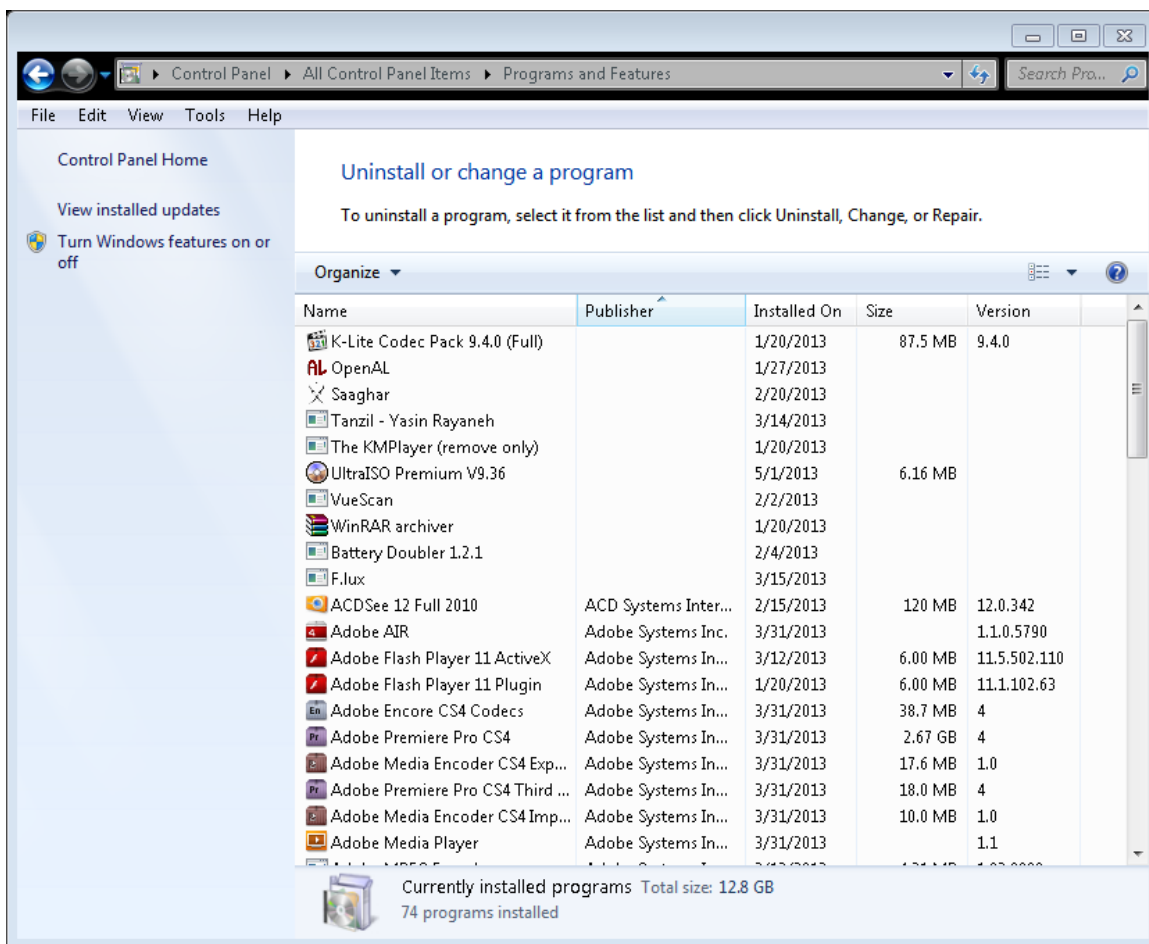 Control Panel ▸ All Control Panel Items ▸ Programs and Features Search Pro...
File Edit View Tools Help
Control Panel Home
View installed updates
Turn Windows features on or
off
Uninstall or change a program
To uninstall a program, select it from the list and then click Uninstall, Change, or Repair.
Organize
Name Publisher Installed On Size Version
K-Lite Codec Pack 9.4.0 (Full) 1/20/2013 87.5 MB 9.4.0
OpenAL 1/27/2013
Saaghar 2/20/2013
Tanzil - Yasin Rayaneh 3/14/2013
The KMPlayer (remove only) 1/20/2013
UltraISO Premium V9.36 5/1/2013 6.16 MB
VueScan 2/2/2013
WinRAR archiver 1/20/2013
Battery Doubler 1.2.1 2/4/2013
F.lux 3/15/2013
ACDSee 12 Full 2010 ACD Systems Inter... 2/15/2013 120 MB 12.0.342
Adobe AIR Adobe Systems Inc. 3/31/2013 1.1.0.5790
Adobe Flash Player 11 ActiveX Adobe Systems In... 3/12/2013 6.00 MB 11.5.502.110
Adobe Flash Player 11 Plugin Adobe Systems In... 1/20/2013 6.00 MB 11.1.102.63
Adobe Encore CS4 Codecs Adobe Systems In... 3/31/2013 38.7 MB 4
Adobe Premiere Pro CS4 Adobe Systems In... 3/31/2013 2.67 GB 4
Adobe Media Encoder CS4 Exp... Adobe Systems In... 3/31/2013 17.6 MB 1.0
Adobe Premiere Pro CS4 Third ... Adobe Systems In... 3/31/2013 18.0 MB 4
Adobe Media Encoder CS4 Imp... Adobe Systems In... 3/31/2013 10.0 MB 1.0
Adobe Media Player Adobe Systems In... 3/31/2013 1.1
Currently installed programs Total size: 12.8 GB
74 programs installed